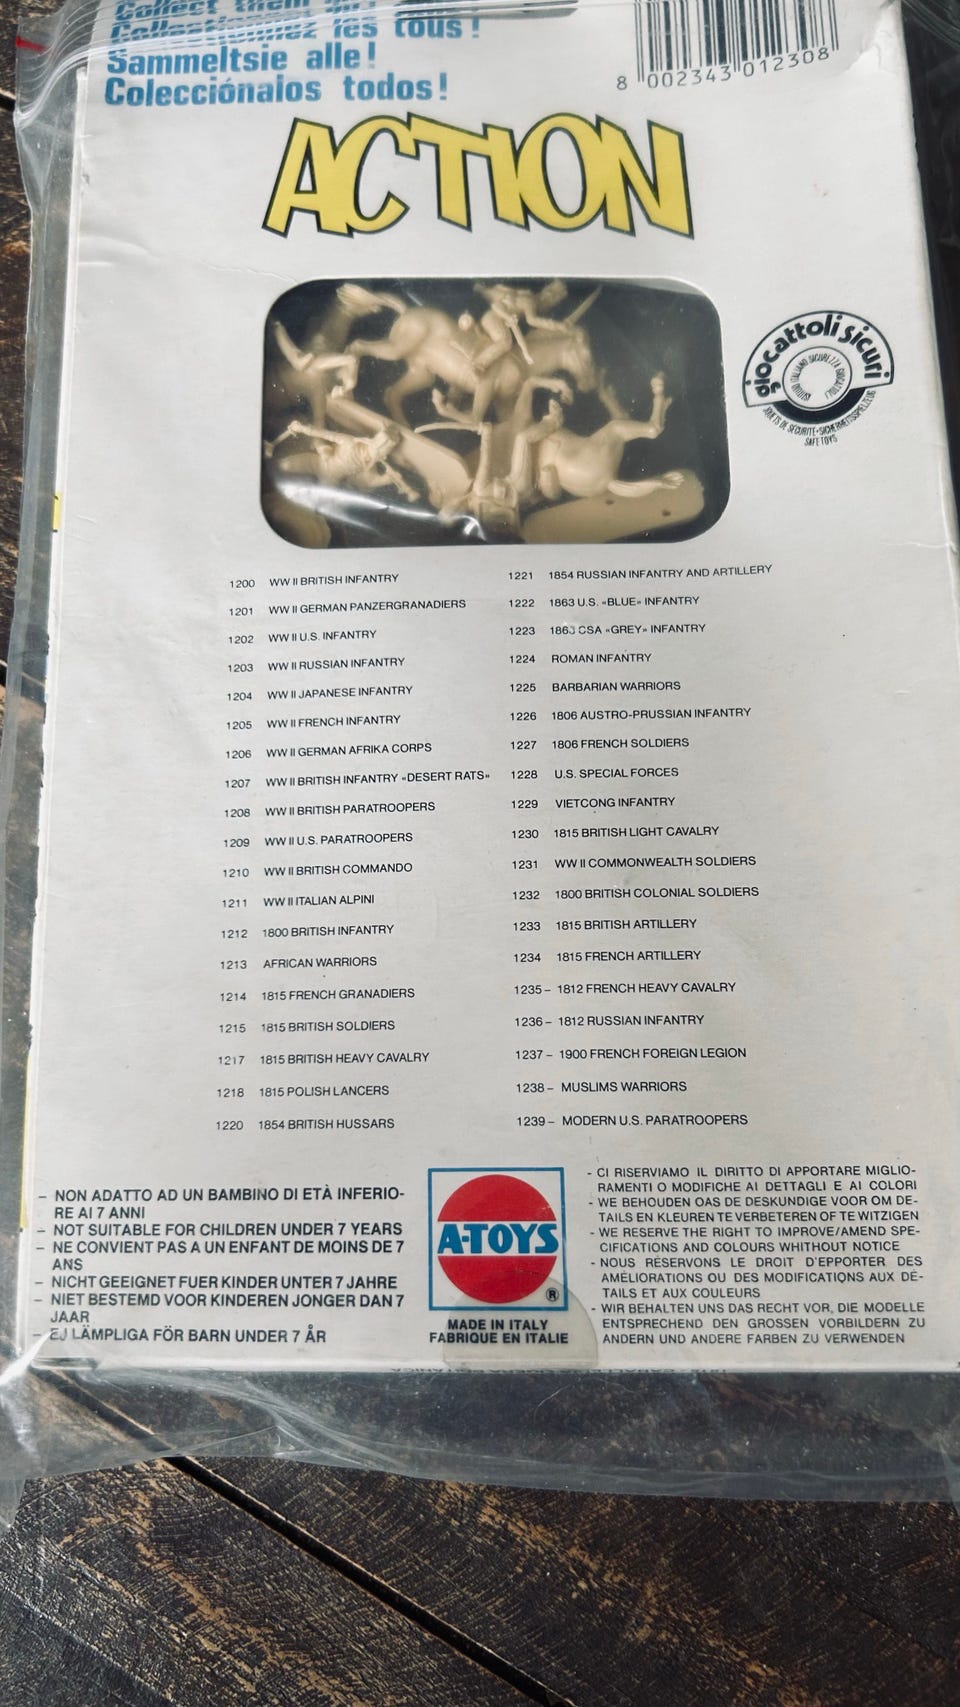 Collect them all!
Collectionnez les tous!
Sammeltsie alle!
Colecciónalos todos!
8 002343 012308
ACTION
giocattoli sicuri
ISTITUTO ITALIANO SICUREZZA GIOCATTOLI
JOUETS DE SÉCURITÉ • SICHERHEITSSPIELZEUG
SAFE TOYS
1200 WW II BRITISH INFANTRY
1201 WW II GERMAN PANZERGRANADIERS
1202 WW II U.S. INFANTRY
1203 WW II RUSSIAN INFANTRY
1204 WW II JAPANESE INFANTRY
1205 WW II FRENCH INFANTRY
1206 WW II GERMAN AFRIKA CORPS
1207 WW II BRITISH INFANTRY «DESERT RATS»
1208 WW II BRITISH PARATROOPERS
1209 WW II U.S. PARATROOPERS
1210 WW II BRITISH COMMANDO
1211 WW II ITALIAN ALPINI
1212 1800 BRITISH INFANTRY
1213 AFRICAN WARRIORS
1214 1815 FRENCH GRANADIERS
1215 1815 BRITISH SOLDIERS
1217 1815 BRITISH HEAVY CAVALRY
1218 1815 POLISH LANCERS
1220 1854 BRITISH HUSSARS
1221 1854 RUSSIAN INFANTRY AND ARTILLERY
1222 1863 U.S. «BLUE» INFANTRY
1223 1863 CSA «GREY» INFANTRY
1224 ROMAN INFANTRY
1225 BARBARIAN WARRIORS
1226 1806 AUSTRO-PRUSSIAN INFANTRY
1227 1806 FRENCH SOLDIERS
1228 U.S. SPECIAL FORCES
1229 VIETCONG INFANTRY
1230 1815 BRITISH LIGHT CAVALRY
1231 WW II COMMONWEALTH SOLDIERS
1232 1800 BRITISH COLONIAL SOLDIERS
1233 1815 BRITISH ARTILLERY
1234 1815 FRENCH ARTILLERY
1235 – 1812 FRENCH HEAVY CAVALRY
1236 – 1812 RUSSIAN INFANTRY
1237 – 1900 FRENCH FOREIGN LEGION
1238 – MUSLIMS WARRIORS
1239 – MODERN U.S. PARATROOPERS
– NON ADATTO AD UN BAMBINO DI ETÀ INFERIO-
RE AI 7 ANNI
– NOT SUITABLE FOR CHILDREN UNDER 7 YEARS
– NE CONVIENT PAS A UN ENFANT DE MOINS DE 7
ANS
– NICHT GEEIGNET FUER KINDER UNTER 7 JAHRE
– NIET BESTEMD VOOR KINDEREN JONGER DAN 7
JAAR
– EJ LÄMPLIGA FÖR BARN UNDER 7 ÅR
A-TOYS
®
MADE IN ITALY
FABRIQUE EN ITALIE
- CI RISERVIAMO IL DIRITTO DI APPORTARE MIGLIO-
RAMENTI O MODIFICHE AI DETTAGLI E AI COLORI
- WE BEHOUDEN OAS DE DESKUNDIGE VOOR OM DE-
TAILS EN KLEUREN TE VERBETEREN OF TE WITZIGEN
- WE RESERVE THE RIGHT TO IMPROVE/AMEND SPE-
CIFICATIONS AND COLOURS WHITHOUT NOTICE
- NOUS RÉSERVONS LE DROIT D'EPPORTER DES
AMÉLIORATIONS OU DES MODIFICATIONS AUX DÉ-
TAILS ET AUX COULEURS
- WIR BEHALTEN UNS DAS RECHT VOR, DIE MODELLE
ENTSPRECHEND DEN GROSSEN VORBILDERN ZU
ANDERN UND ANDERE FARBEN ZU VERWENDEN